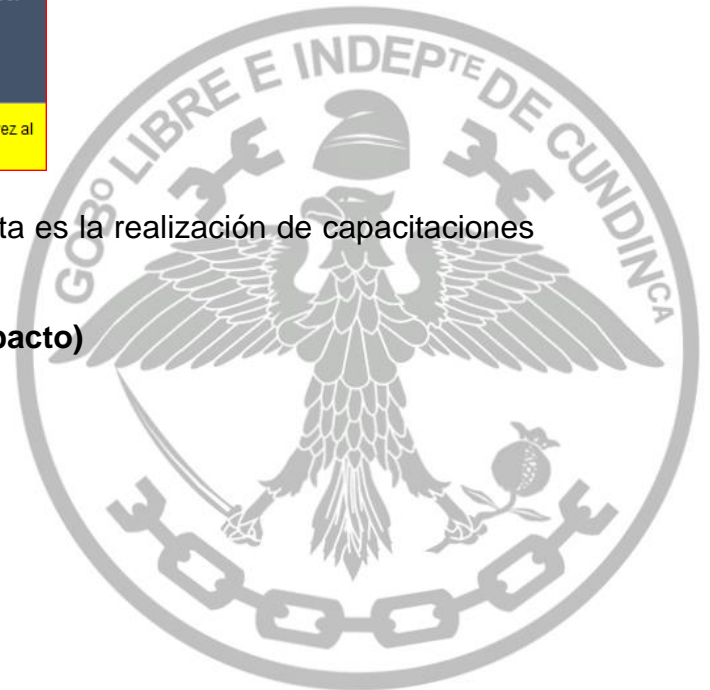 ez al
ta es la realización de capacitaciones
pacto)
GOBº LIBRE E INDEPTE DE CUNDINCA